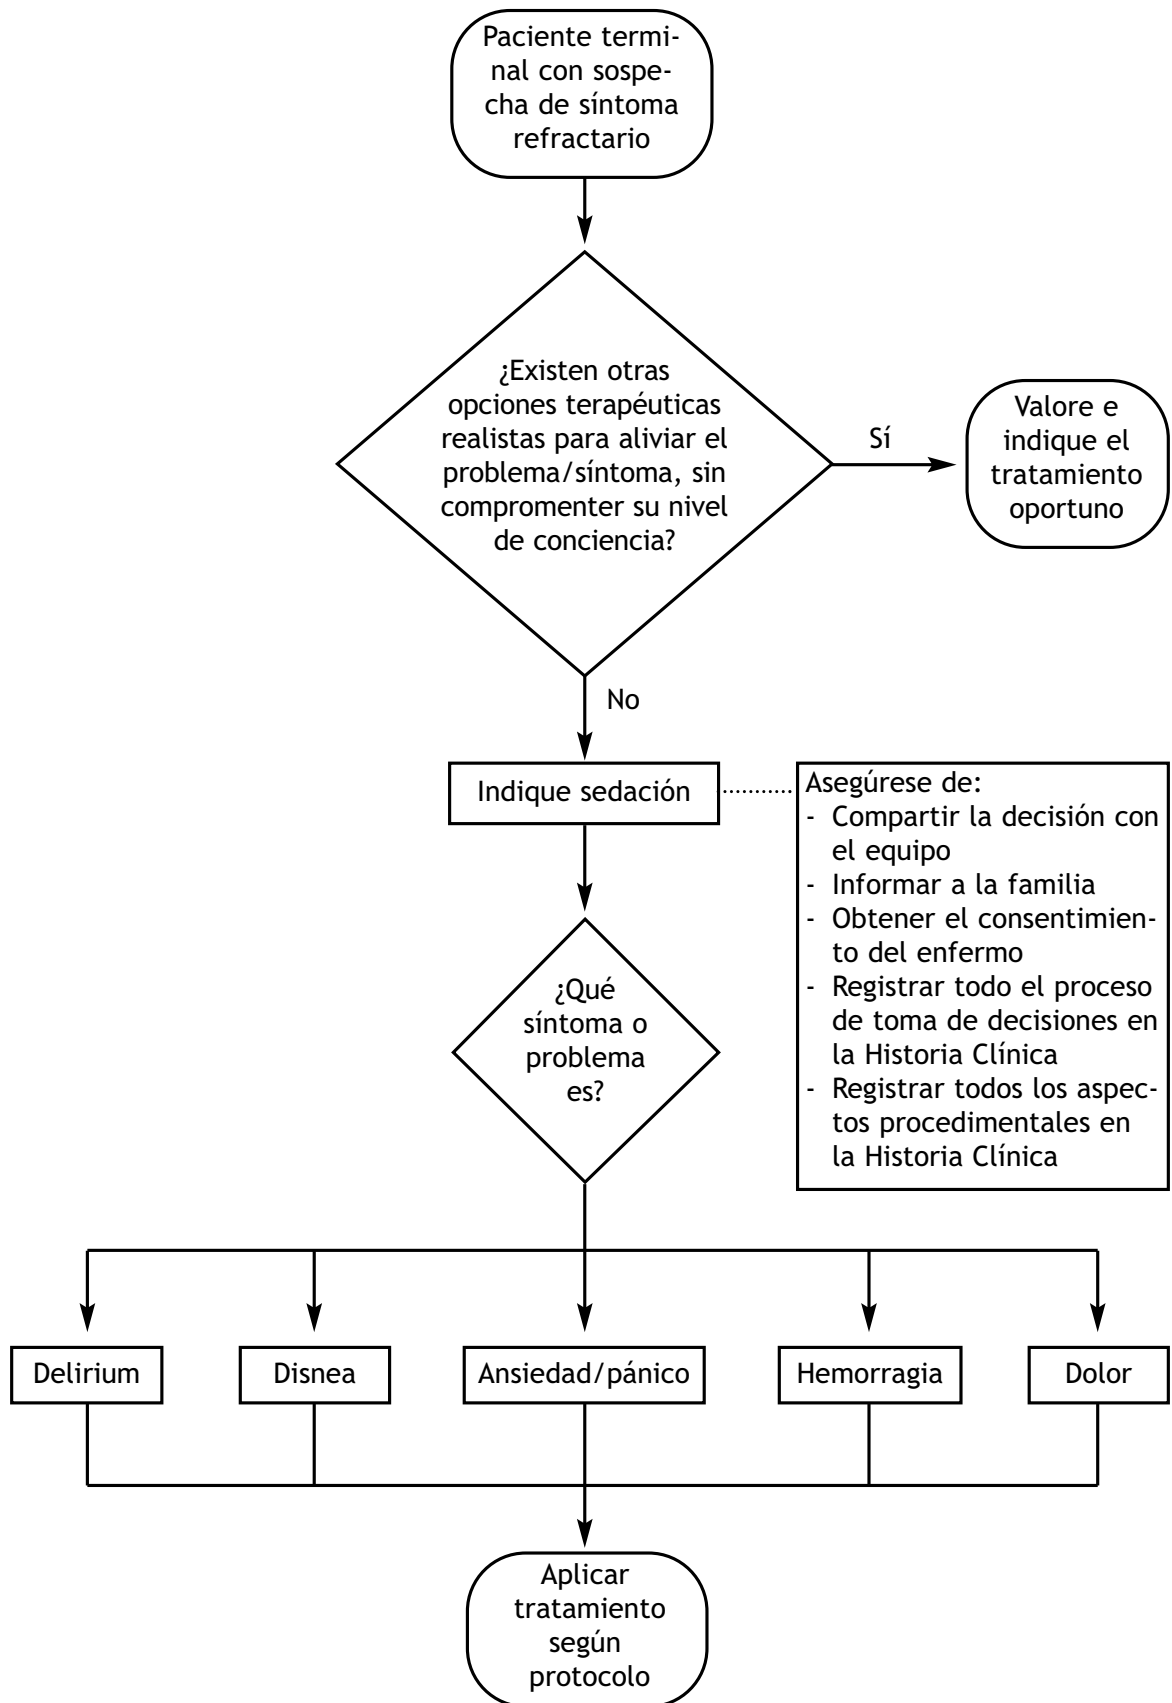 Paciente termi-
nal con sospe-
cha de síntoma
refractario
¿Existen otras
opciones terapéuticas
realistas para aliviar el
problema/síntoma, sin
compromenter su nivel
de conciencia?
Sí
Valore e
indique el
tratamiento
oportuno
No
Indique sedación
Asegúrese de:
- Compartir la decisión con
el equipo
- Informar a la familia
- Obtener el consentimien-
to del enfermo
- Registrar todo el proceso
de toma de decisiones en
la Historia Clínica
- Registrar todos los aspec-
tos procedimentales en
la Historia Clínica
¿Qué
síntoma o
problema
es?
Delirium
Disnea
Ansiedad/pánico
Hemorragia
Dolor
Aplicar
tratamiento
según
protocolo